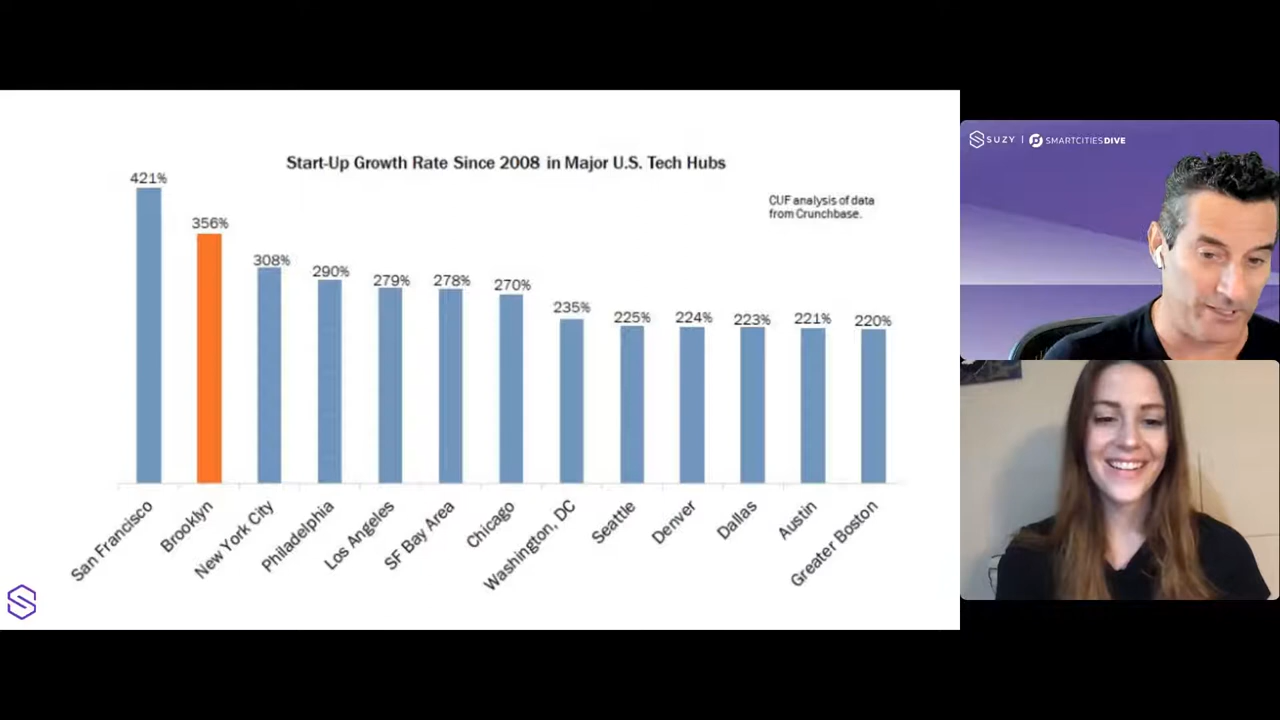 Start-Up Growth Rate Since 2008 in Major U.S. Tech Hubs
CUF analysis of data
from Crunchbase.
421%
356%
308%
290%
279%
278%
270%
235%
225%
224%
223%
221%
220%
San Francisco
Brooklyn
New York City
Philadelphia
Los Angeles
SF Bay Area
Chicago
Washington, DC
Seattle
Denver
Dallas
Austin
Greater Boston
SUZY | SMARTCITIESDIVE